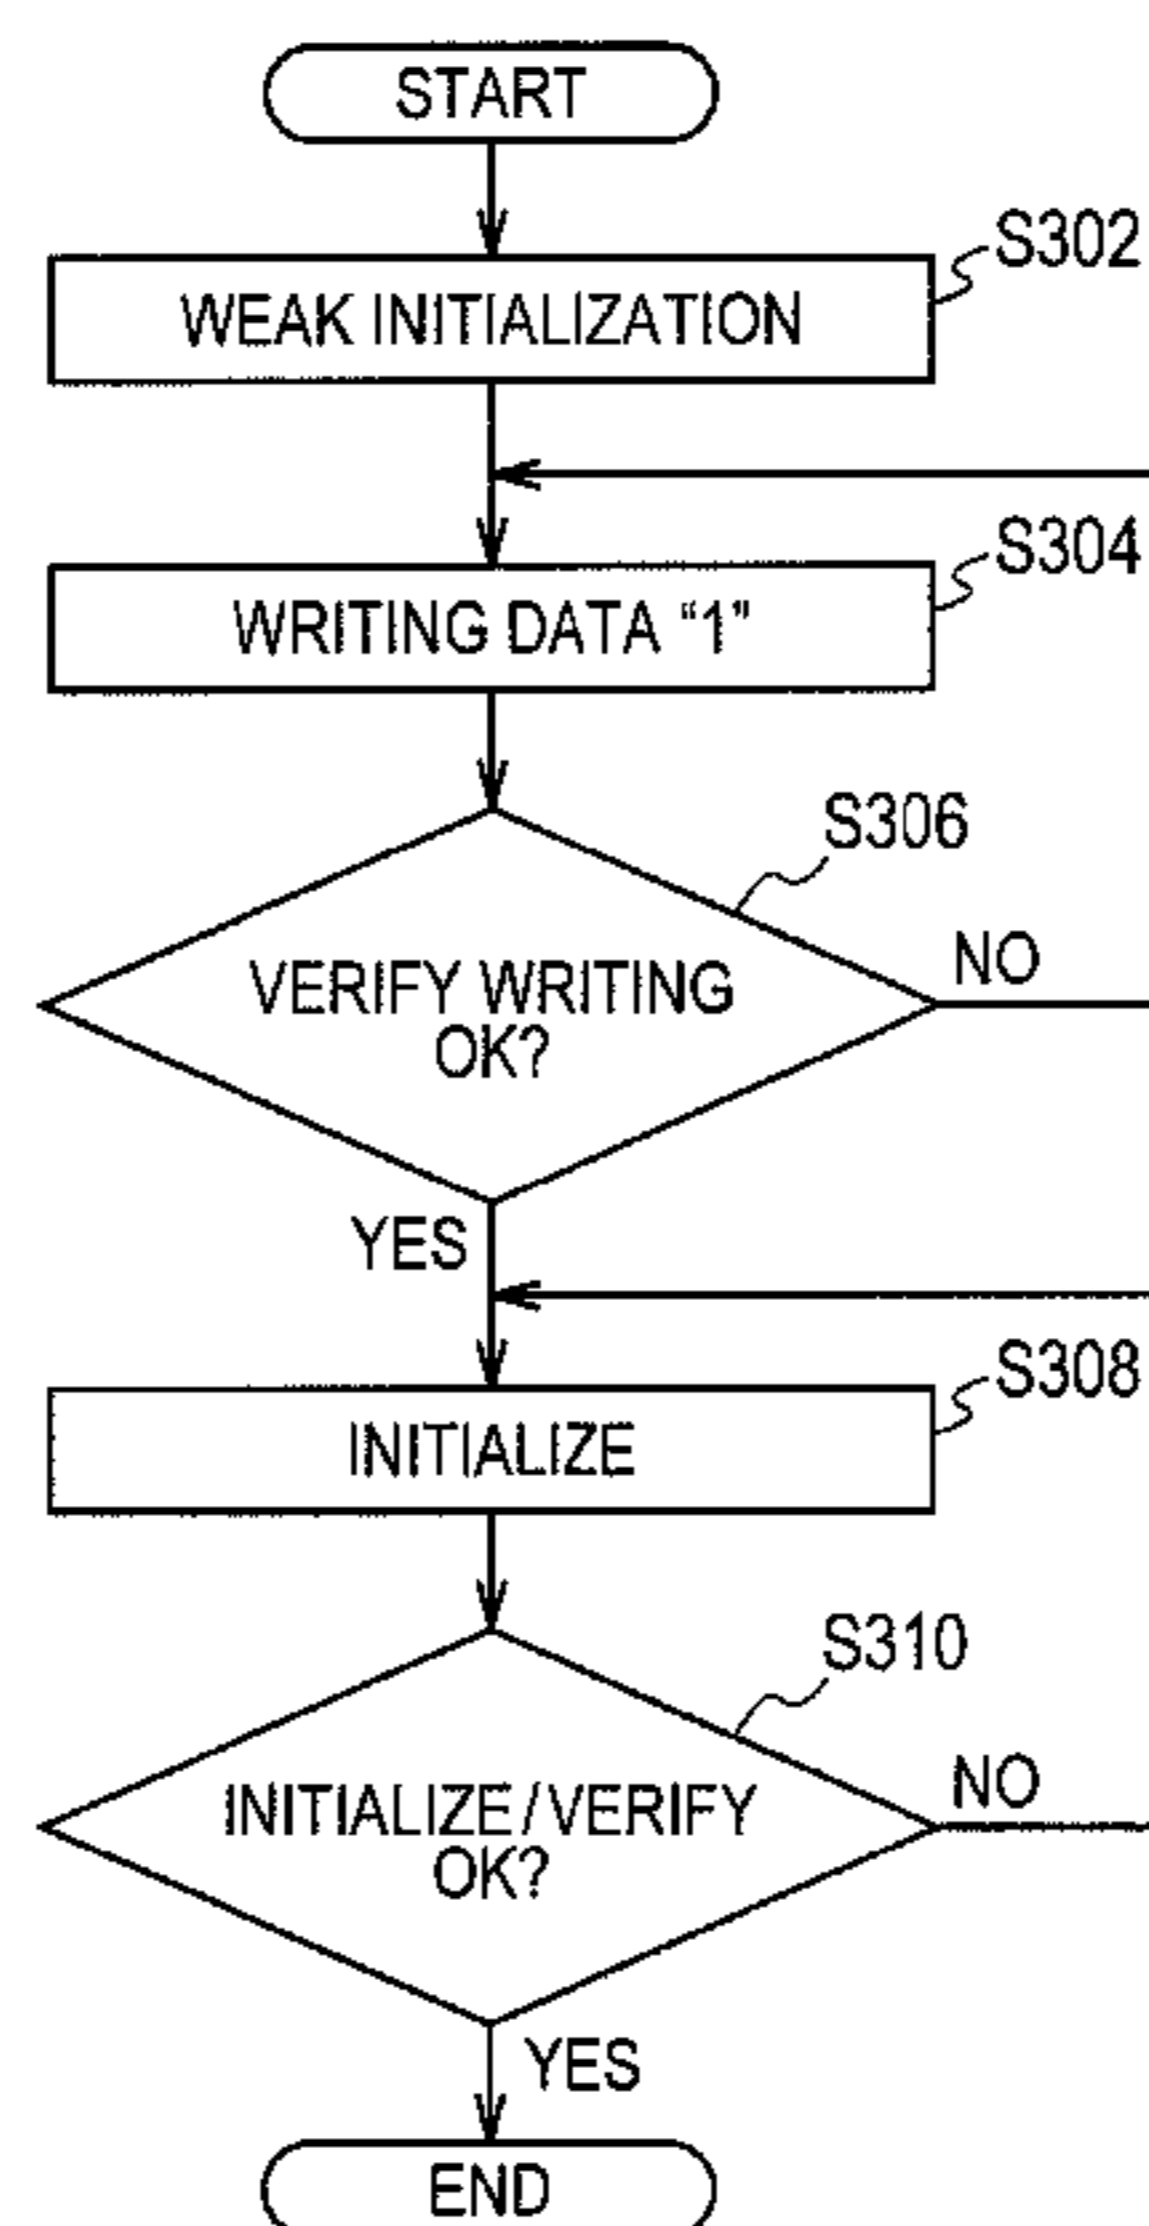 START
S302
WEAK INITIALIZATION
S304
WRITING DATA “1”
S306
NO
VERIFY WRITING
OK?
YES
S308
INITIALIZE
S310
NO
INITIALIZE/VERIFY
OK?
YES
END